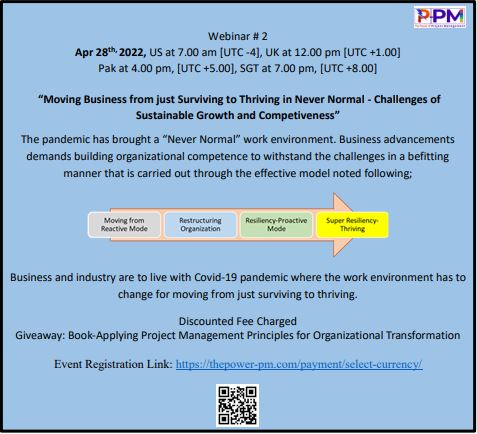 P-PM
Webinar # 2
Apr 28th, 2022, US at 7.00 am [UTC -4], UK at 12.00 pm [UTC +1.00]
Pak at 4.00 pm, [UTC +5.00], SGT at 7.00 pm, [UTC +8.00]
“Moving Business from just Surviving to Thriving in Never Normal - Challenges of
Sustainable Growth and Competiveness”
The pandemic has brought a “Never Normal” work environment. Business advancements
demands building organizational competence to withstand the challenges in a befitting
manner that is carried out through the effective model noted following;
Moving from
Reactive Mode
Restructuring
Organization
Resiliency-Proactive
Mode
Super Resiliency-
Thriving
Business and industry are to live with Covid-19 pandemic where the work environment has to
change for moving from just surviving to thriving.
Discounted Fee Charged
Giveaway: Book-Applying Project Management Principles for Organizational Transformation
Event Registration Link: https://thepower-pm.com/payment/select-currency/